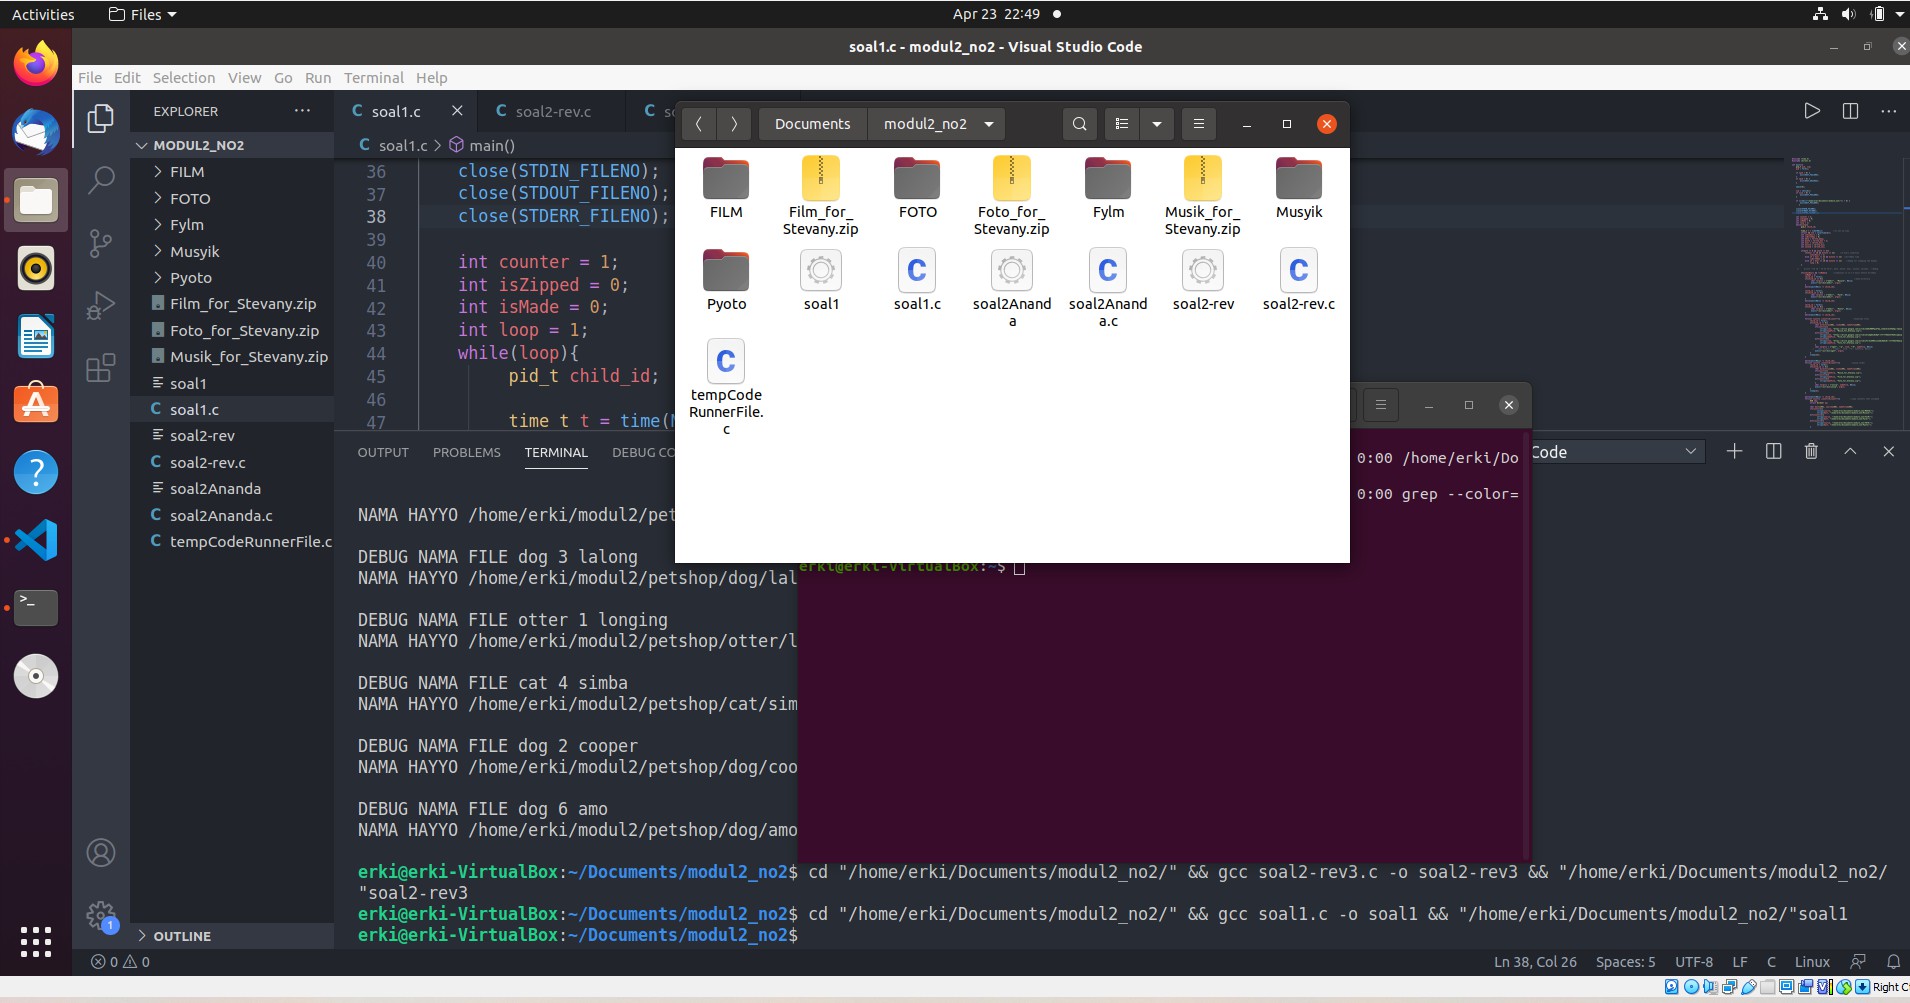 Activities
Files
Apr 23 22:49
soal1.c - modul2_no2 - Visual Studio Code
File Edit Selection View Go Run Terminal Help
EXPLORER
MODUL2_NO2
FILM
FOTO
Fylm
Musyik
Pyoto
Film_for_Stevany.zip
Foto_for_Stevany.zip
Musik_for_Stevany.zip
soal1
soal1.c
soal2-rev
soal2-rev.c
soal2Ananda
soal2Ananda.c
tempCodeRunnerFile.c
OUTLINE
soal1.c
soal2-rev.c
soal1.c > main()
36 close(STDIN_FILENO);
37 close(STDOUT_FILENO);
38 close(STDERR_FILENO);
39
40 int counter = 1;
41 int isZipped = 0;
42 int isMade = 0;
43 int loop = 1;
44 while(loop){
45 pid_t child_id;
46
47 time_t t = time(
Documents
modul2_no2
FILM
Film_for_
Stevany.zip
FOTO
Foto_for_
Stevany.zip
Fylm
Musik_for_
Stevany.zip
Musyik
Pyoto
soal1
soal1.c
soal2Anand
a
soal2Anand
a.c
soal2-rev
soal2-rev.c
tempCode
RunnerFile.
c
OUTPUT PROBLEMS TERMINAL DEBUG CO
Code
0:00 /home/erki/Do
0:00 grep --color=
erki@erki-VirtualBox:~$
NAMA HAYYO /home/erki/modul2/pet
DEBUG NAMA FILE dog 3 lalong
NAMA HAYYO /home/erki/modul2/petshop/dog/lal
DEBUG NAMA FILE otter 1 longing
NAMA HAYYO /home/erki/modul2/petshop/otter/l
DEBUG NAMA FILE cat 4 simba
NAMA HAYYO /home/erki/modul2/petshop/cat/sim
DEBUG NAMA FILE dog 2 cooper
NAMA HAYYO /home/erki/modul2/petshop/dog/coo
DEBUG NAMA FILE dog 6 amo
NAMA HAYYO /home/erki/modul2/petshop/dog/amo
erki@erki-VirtualBox:~/Documents/modul2_no2$ cd "/home/erki/Documents/modul2_no2/" && gcc soal2-rev3.c -o soal2-rev3 && "/home/erki/Documents/modul2_no2/
"soal2-rev3
erki@erki-VirtualBox:~/Documents/modul2_no2$ cd "/home/erki/Documents/modul2_no2/" && gcc soal1.c -o soal1 && "/home/erki/Documents/modul2_no2/"soal1
erki@erki-VirtualBox:~/Documents/modul2_no2$
1
0 0
Ln 38, Col 26 Spaces: 5 UTF-8 LF C Linux
Right C